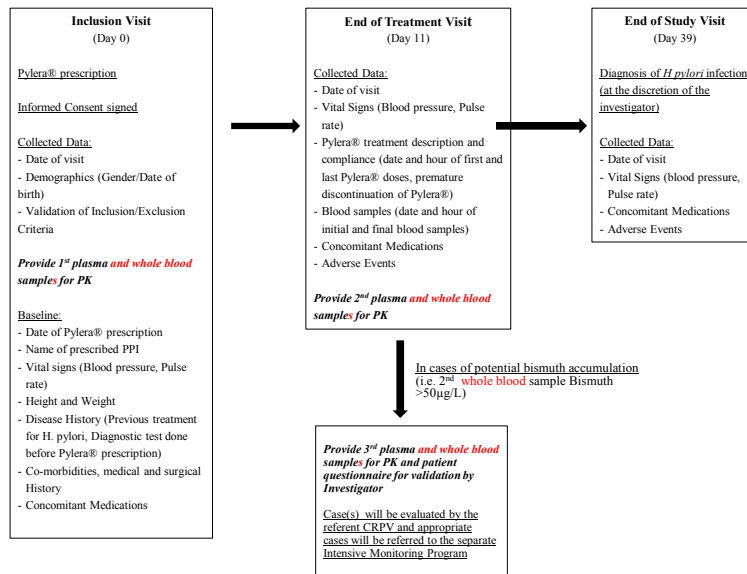 Inclusion Visit
(Day 0)
Pylera® prescription
Informed Consent signed
Collected Data:
- Date of visit
- Demographics (Gender/Date of
birth)
- Validation of Inclusion/Exclusion
Criteria
Provide 1st plasma and whole blood
samples for PK
Baseline:
- Date of Pylera® prescription
- Name of prescribed PPI
- Vital signs (Blood pressure, Pulse
rate)
- Height and Weight
- Disease History (Previous treatment
for H. pylori, Diagnostic test done
before Pylera® prescription)
- Co-morbidities, medical and surgical
History
- Concomitant Medications
End of Treatment Visit
(Day 11)
Collected Data:
- Date of visit
- Vital Signs (Blood pressure, Pulse
rate)
- Pylera® treatment description and
compliance (date and hour of first and
last Pylera® doses, premature
discontinuation of Pylera®)
- Blood samples (date and hour of
initial and final blood samples)
- Concomitant Medications
- Adverse Events
Provide 2nd plasma and whole blood
samples for PK
End of Study Visit
(Day 39)
Diagnosis of H pylori infection
(at the discretion of the
investigator)
Collected Data:
- Date of visit
- Vital Signs (blood pressure,
Pulse rate)
- Concomitant Medications
- Adverse Events
In cases of potential bismuth accumulation
(i.e. 2nd whole blood sample Bismuth
>50µg/L)
Provide 3rd plasma and whole blood
samples for PK and patient
questionnaire for validation by
Investigator
Case(s) will be evaluated by the
referent CRPV and appropriate
cases will be referred to the separate
Intensive Monitoring Program